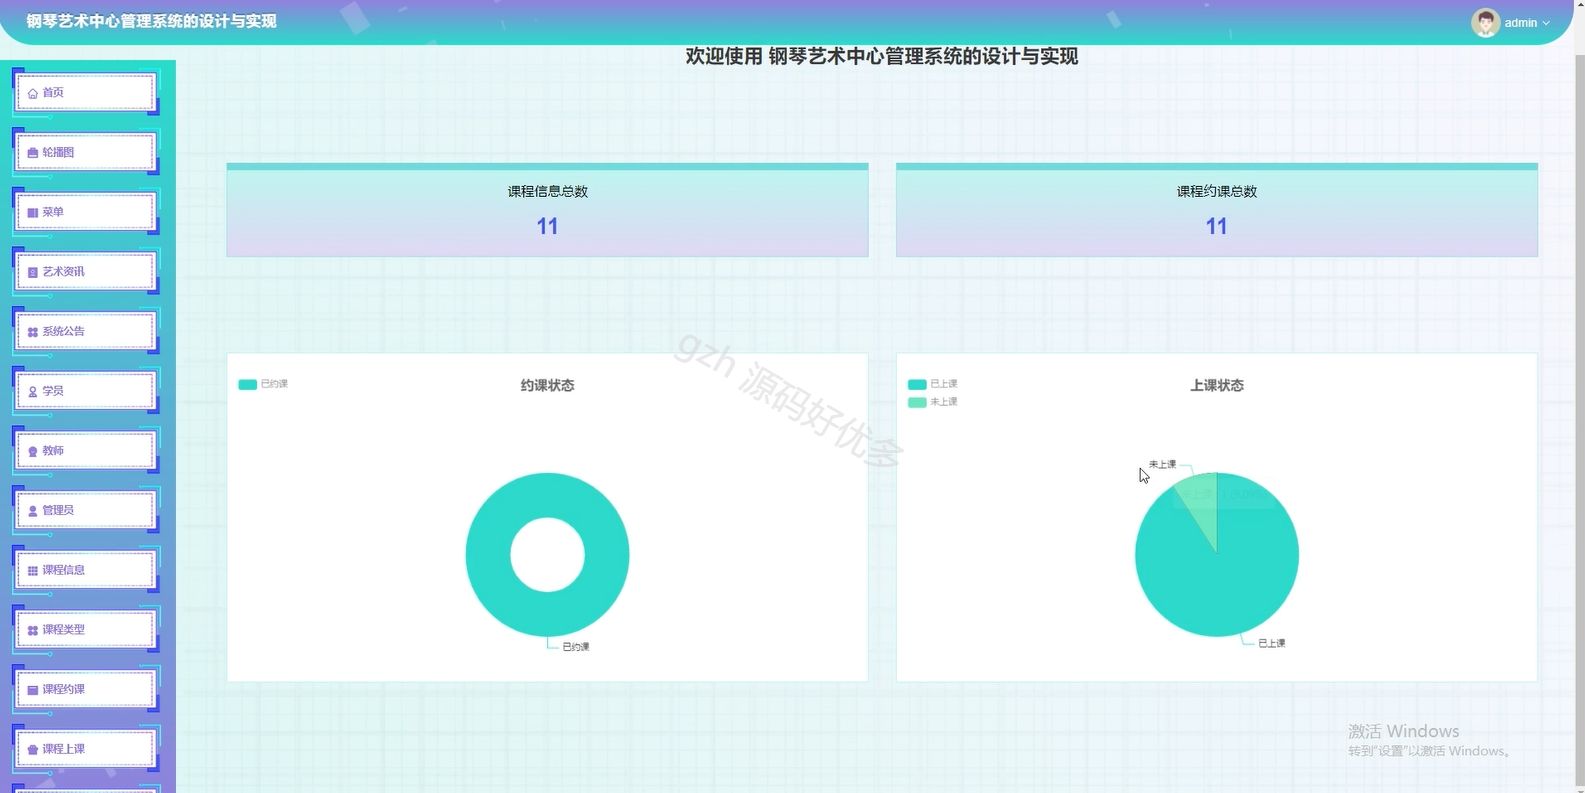 钢琴艺术中心管理系统的设计与实现
admin
欢迎使用 钢琴艺术中心管理系统的设计与实现
首页
轮播图
菜单
艺术资讯
系统公告
学员
教师
管理员
课程信息
课程类型
课程约课
课程上课
课程信息总数
11
课程约课总数
11
已约课
约课状态
已约课
已上课
未上课
上课状态
未上课
已上课
gzh 源码好优多
激活 Windows
转到"设置"以激活 Windows。